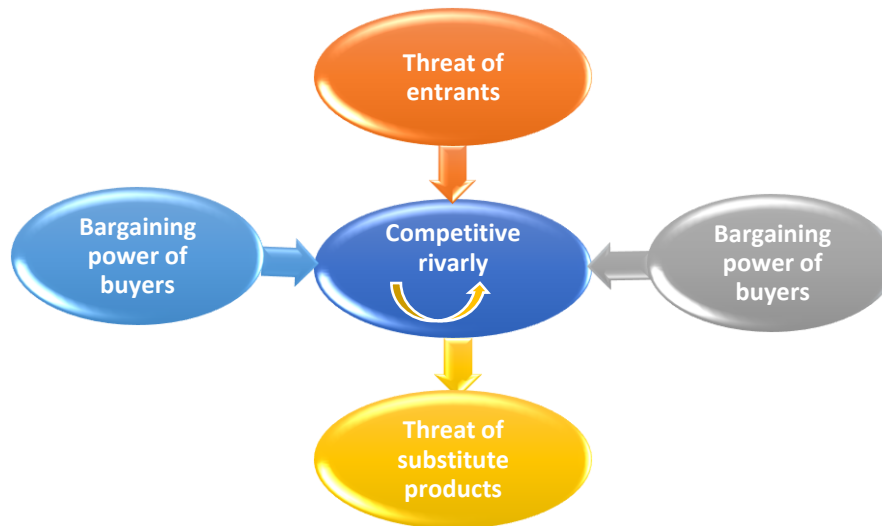 Threat of
entrants
Bargaining
power of
buyers
Competitive
rivarly
Bargaining
power of
buyers
Threat of
substitute
products